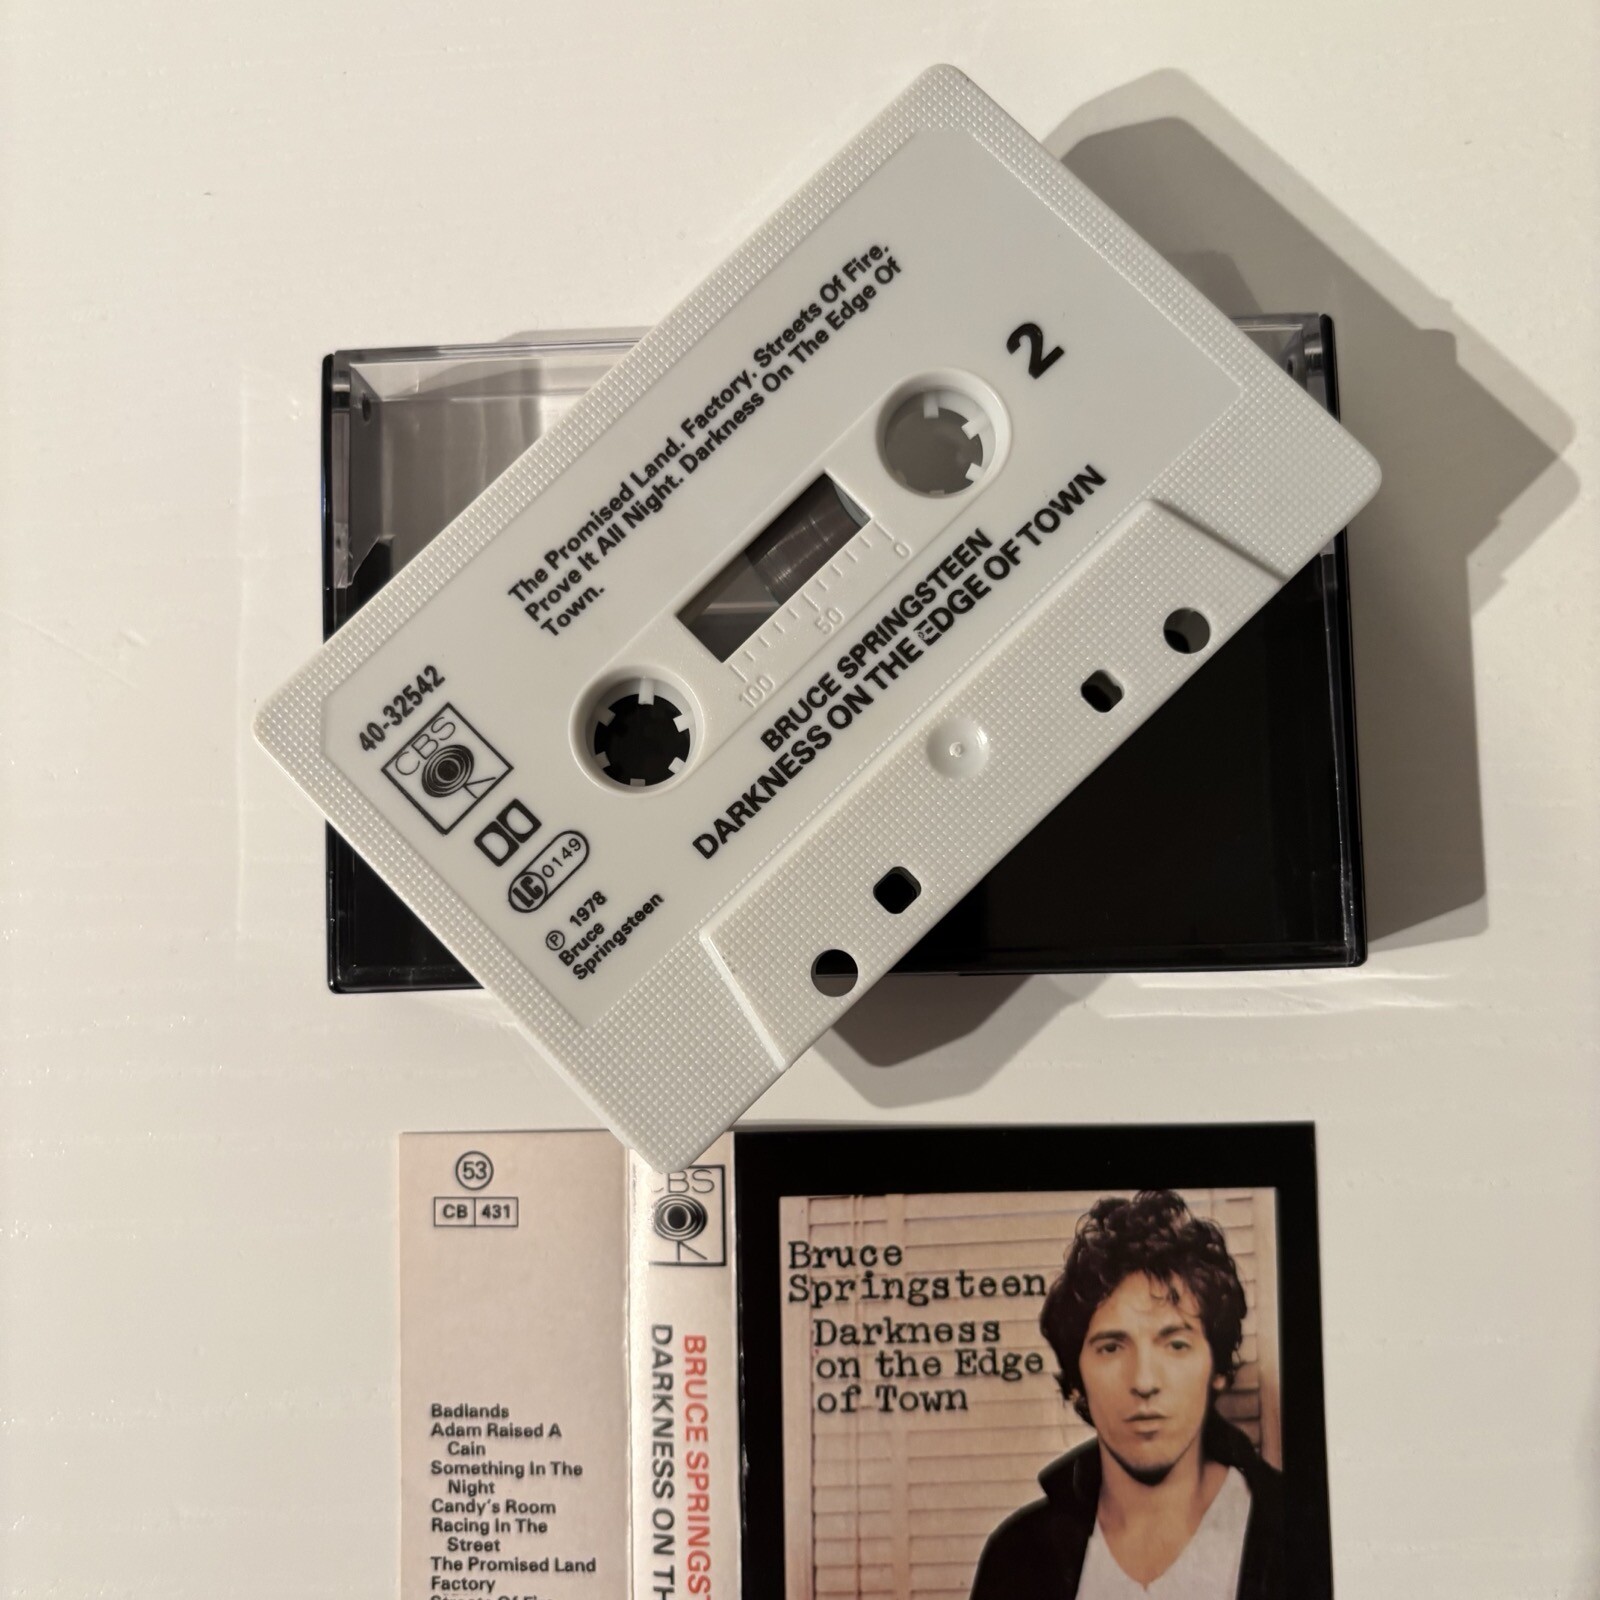 The Promised Land. Factory. Streets Of Fire.
Prove It All Night. Darkness On The Edge Of
Town.
2
40-32542
CBS
LC 0149
℗ 1978
Bruce
Springsteen
100 50 0
BRUCE SPRINGSTEEN
DARKNESS ON THE EDGE OF TOWN
53
CB 431
Badlands
Adam Raised A
Cain
Something In The
Night
Candy's Room
Racing In The
Street
The Promised Land
Factory
Streets Of Fire
CBS
BRUCE SPRINGST
DARKNESS ON TH
Bruce
Springsteen
Darkness
on the Edge
of Town